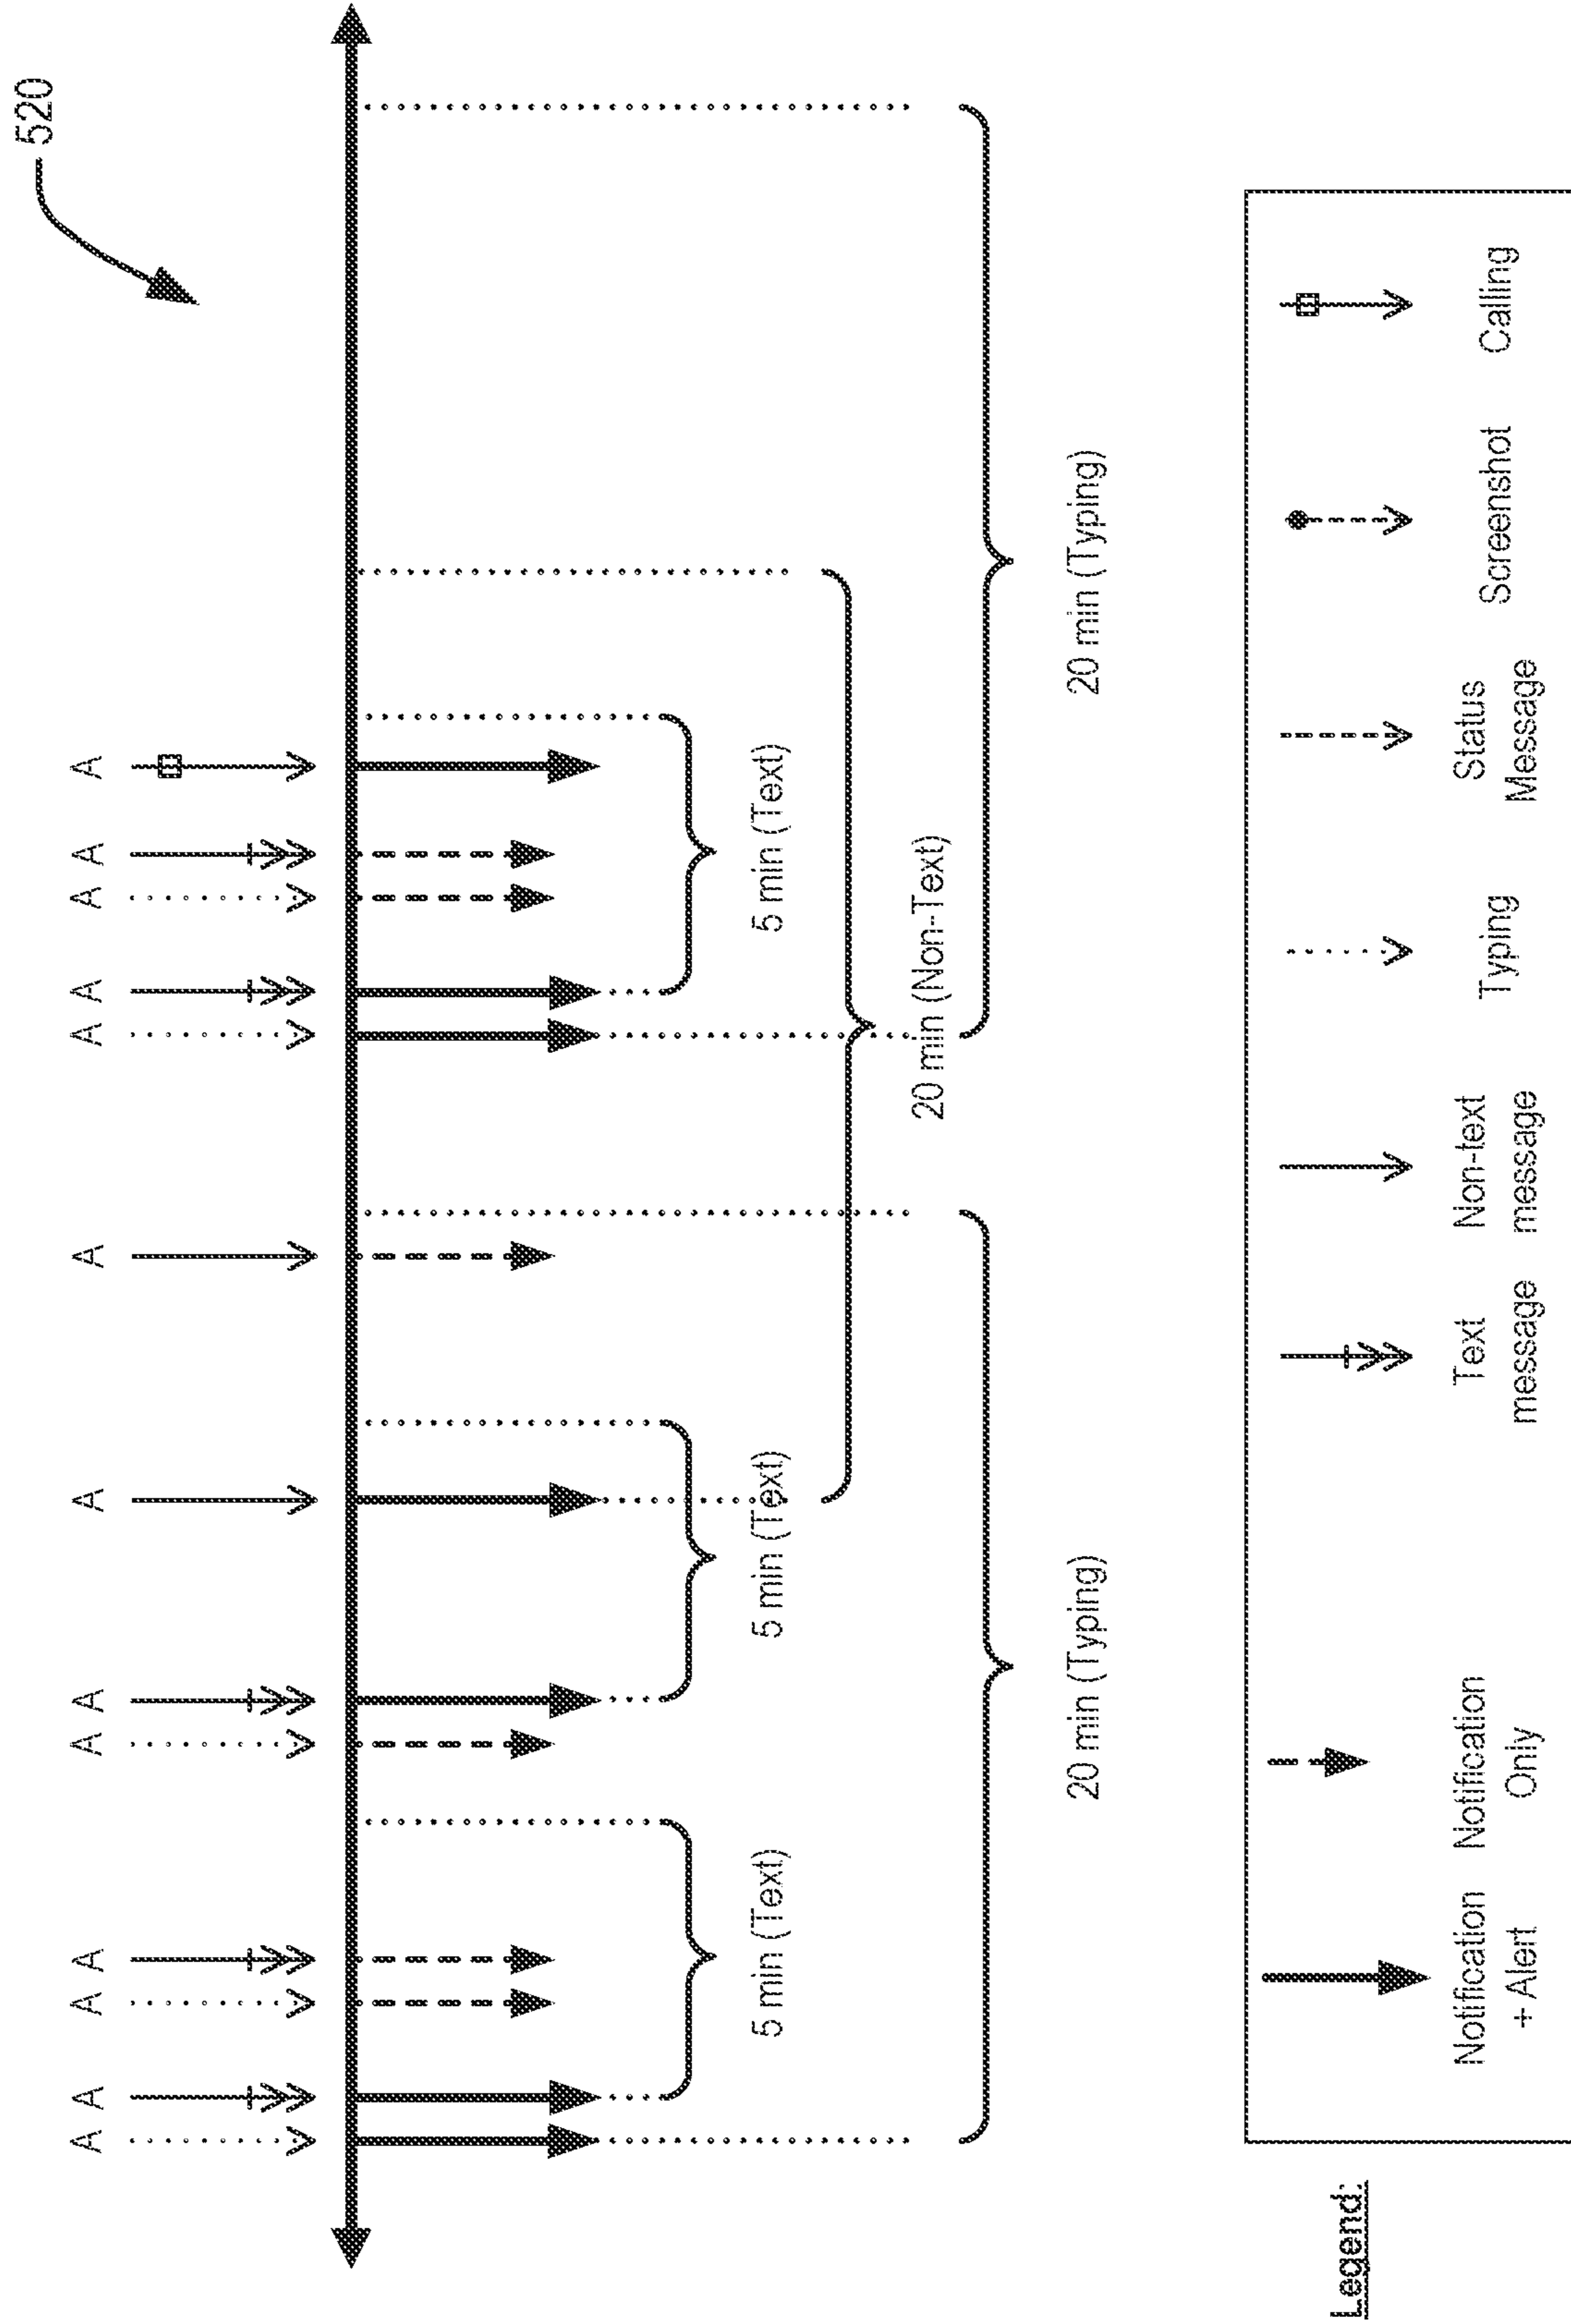 520
A A A A A A A A A A A A A
5 min (Text)
5 min (Text)
5 min (Text)
20 min (Non-Text)
20 min (Typing)
20 min (Typing)
Legend:
Notification
+ Alert
Notification
Only
Text
message
Non-text
message
Typing
Status
Message
Screenshot
Calling